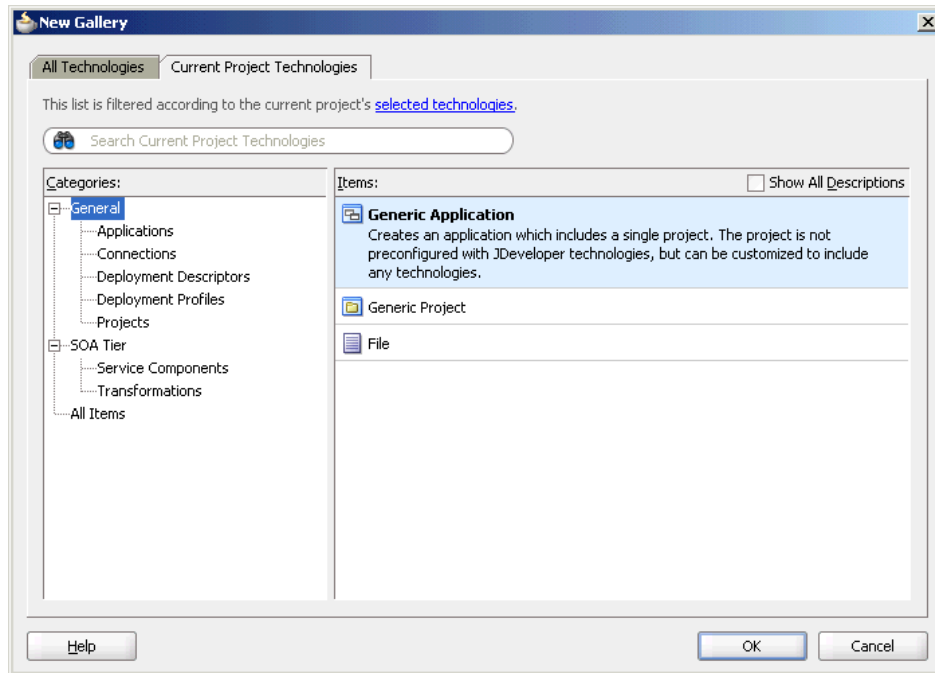 New Gallery
All Technologies
Current Project Technologies
This list is filtered according to the current project's selected technologies.
Search Current Project Technologies
Categories:
General
Applications
Connections
Deployment Descriptors
Deployment Profiles
Projects
SOA Tier
Service Components
Transformations
All Items
Items:
Show All Descriptions
Generic Application
Creates an application which includes a single project. The project is not
preconfigured with JDeveloper technologies, but can be customized to include
any technologies.
Generic Project
File
Help
OK
Cancel